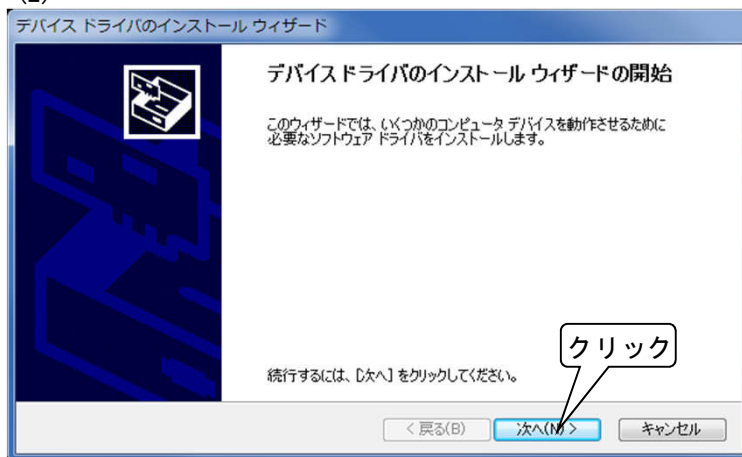 (2)
デバイス ドライバのインストール ウィザード
デバイス ドライバのインストール ウィザードの開始
このウィザードでは、いくつかのコンピュータ デバイスを動作させるために
必要なソフトウェア ドライバをインストールします。
クリック
続行するには、[次へ] をクリックしてください。
< 戻る(B)
次へ(N) >
キャンセル